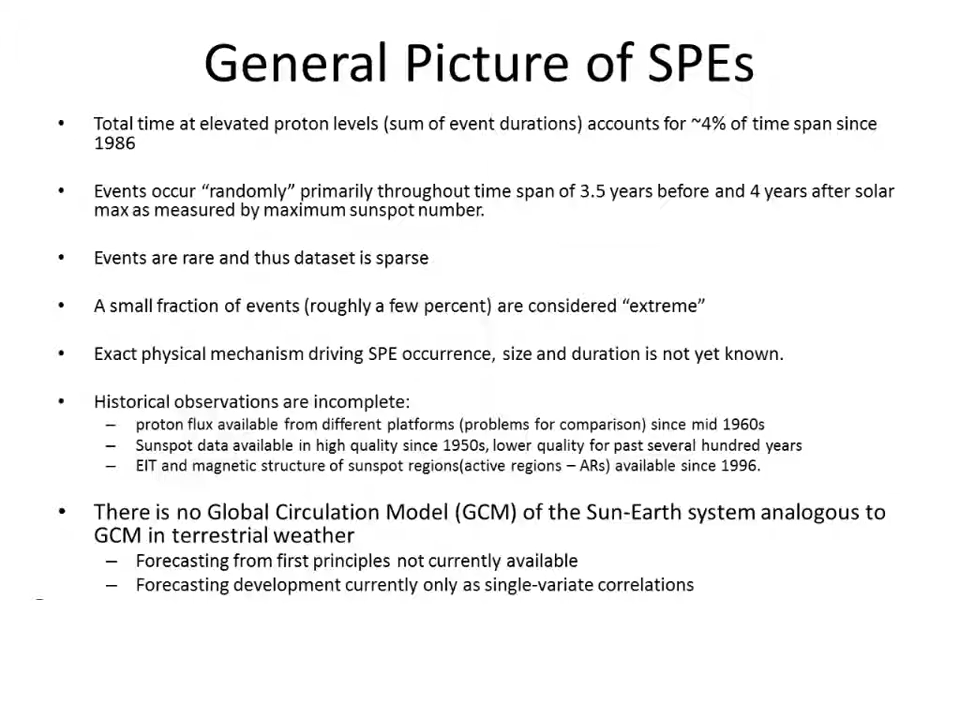 General Picture of SPEs
• Total time at elevated proton levels (sum of event durations) accounts for ~4% of time span since
1986
• Events occur “randomly” primarily throughout time span of 3.5 years before and 4 years after solar
max as measured by maximum sunspot number.
• Events are rare and thus dataset is sparse
• A small fraction of events (roughly a few percent) are considered “extreme”
• Exact physical mechanism driving SPE occurrence, size and duration is not yet known.
• Historical observations are incomplete:
– proton flux available from different platforms (problems for comparison) since mid 1960s
– Sunspot data available in high quality since 1950s, lower quality for past several hundred years
– EIT and magnetic structure of sunspot regions(active regions – ARs) available since 1996.
• There is no Global Circulation Model (GCM) of the Sun-Earth system analogous to
GCM in terrestrial weather
– Forecasting from first principles not currently available
– Forecasting development currently only as single-variate correlations